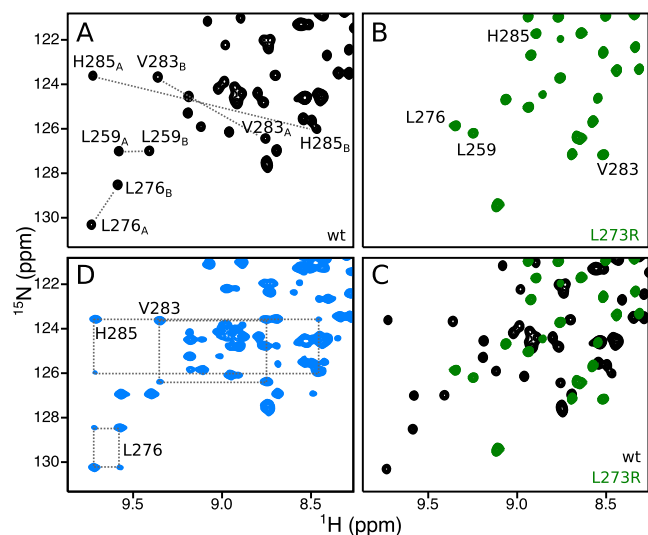 A
H285A
V283B
L259A
L259B
V283A
H285B
L276B
L276A
wt
122
124
126
128
130
B
H285
L276
L259
V283
L273R
D
V283
H285
L276
122
124
126
128
130
9.5
9.0
8.5
C
wt
L273R
9.5
9.0
8.5
15N (ppm)
1H (ppm)